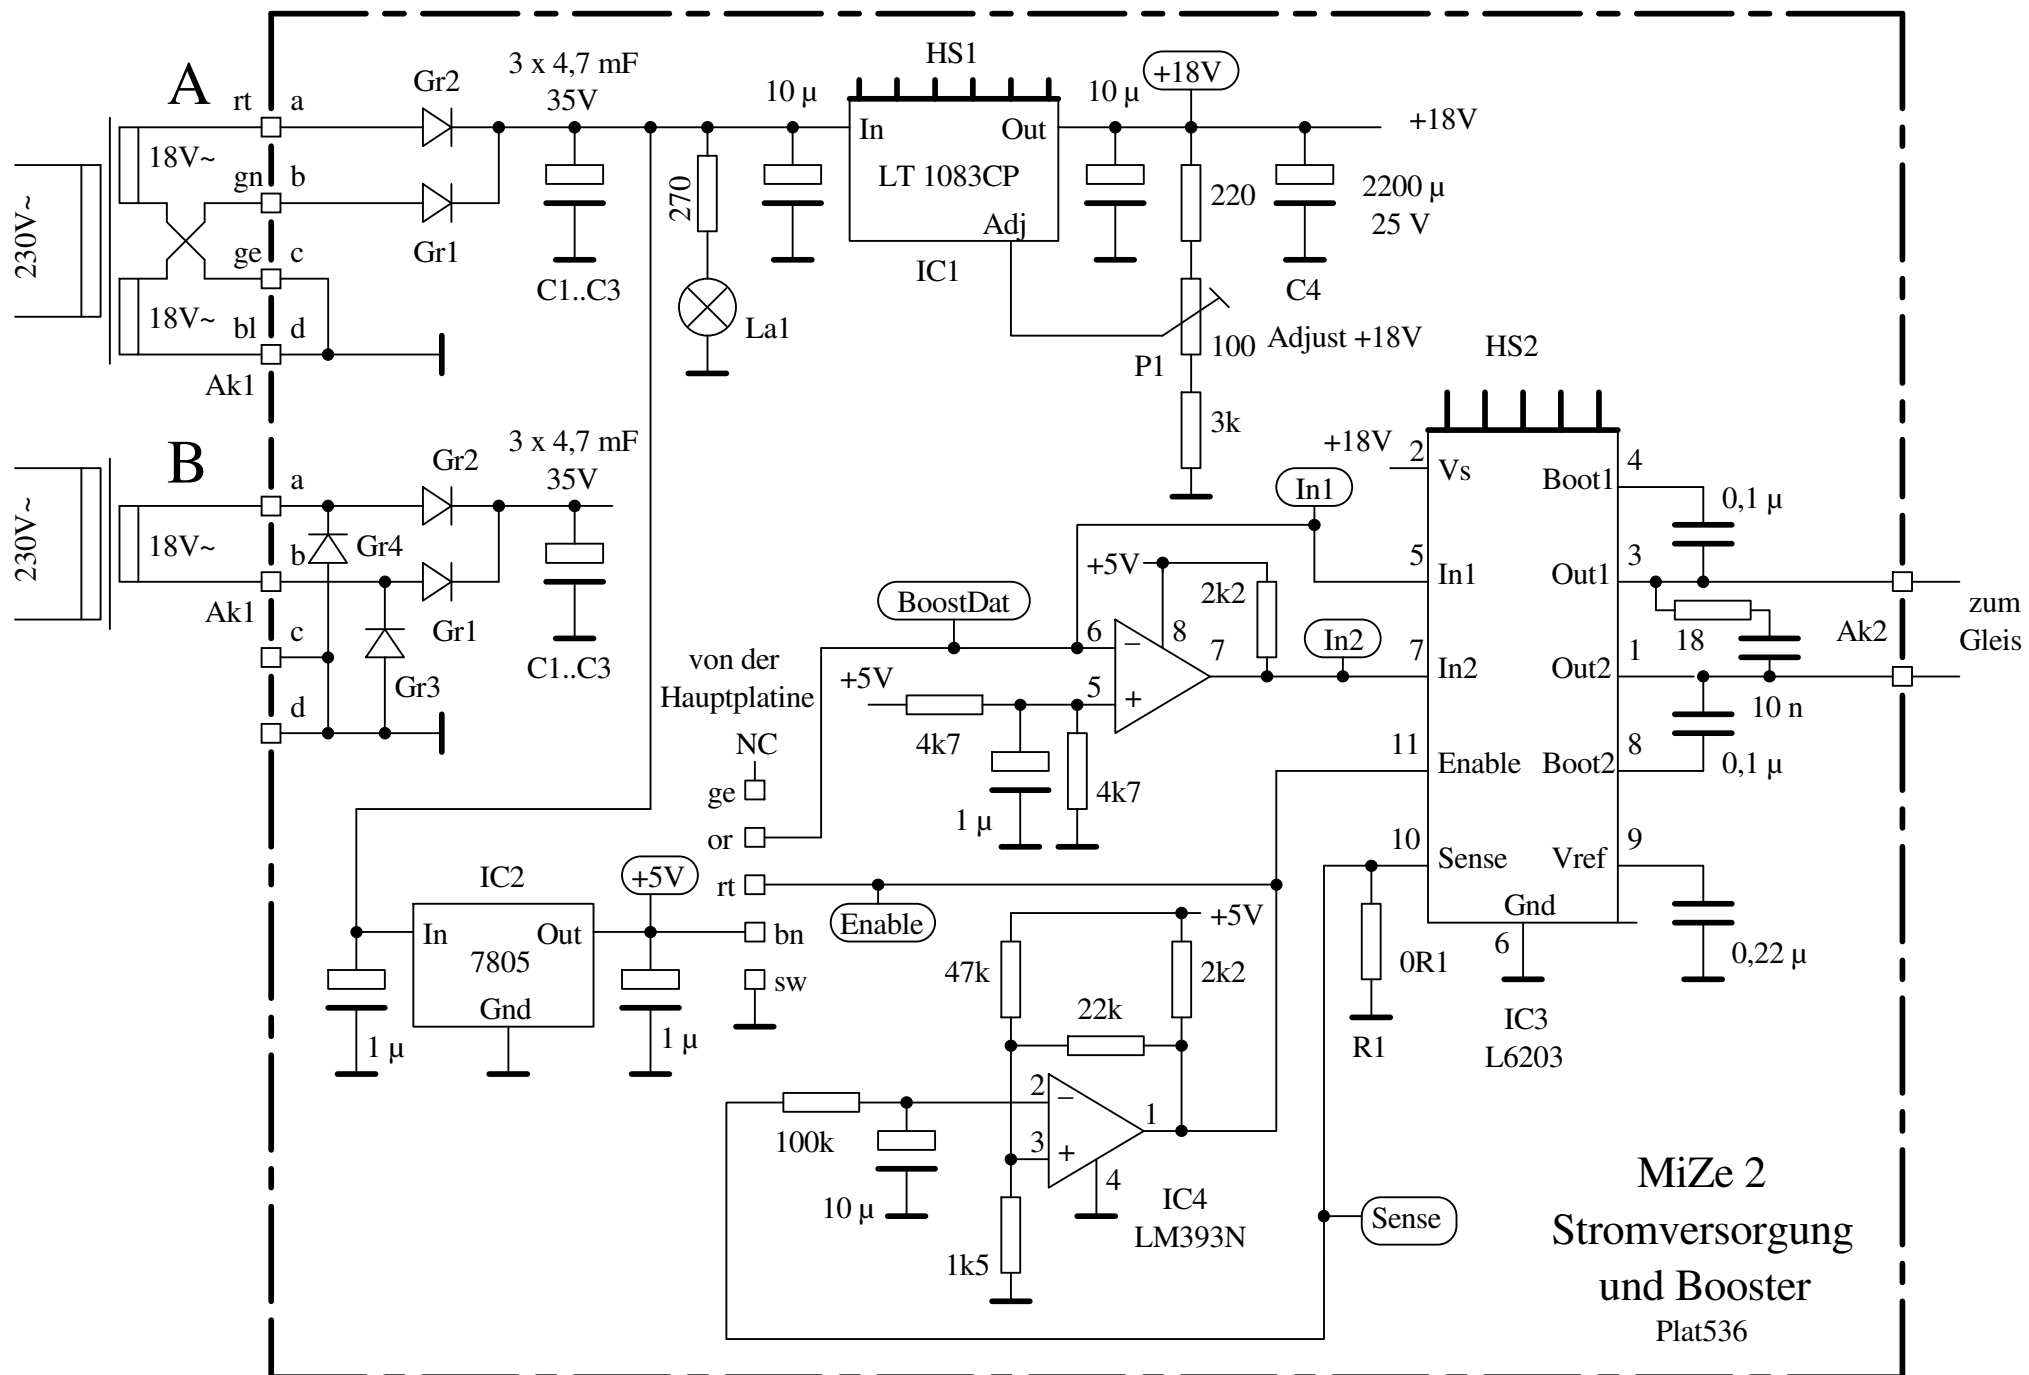 A
rt
a
Gr2
3 x 4,7 mF
35V
10 µ
HS1
10 µ
+18V
+18V
In
Out
LT 1083CP
Adj
IC1
18V~
gn
b
Gr1
230V~
ge
c
18V~
bl
d
Ak1
C1..C3
270
La1
220
2200 µ
25 V
C4
100
Adjust +18V
P1
3k
HS2
B
a
Gr2
3 x 4,7 mF
35V
230V~
18V~
b
Gr4
Ak1
Gr1
c
Gr3
C1..C3
d
+18V
2
Vs
Boot1
4
0,1 µ
In1
5
In1
Out1
3
+5V
2k2
BoostDat
6
–
8
7
In2
7
In2
Out2
1
18
Ak2
zum
Gleis
10 n
von der
Hauptplatine
+5V
5
+
4k7
4k7
1 µ
11
Enable
Boot2
8
0,1 µ
NC
ge
or
rt
bn
sw
Enable
10
Sense
Vref
9
0,22 µ
Gnd
6
0R1
R1
IC3
L6203
IC2
+5V
In
Out
7805
Gnd
1 µ
1 µ
+5V
47k
2k2
22k
2
–
1
3
+
4
100k
10 µ
1k5
IC4
LM393N
Sense
MiZe 2
Stromversorgung
und Booster
Plat536